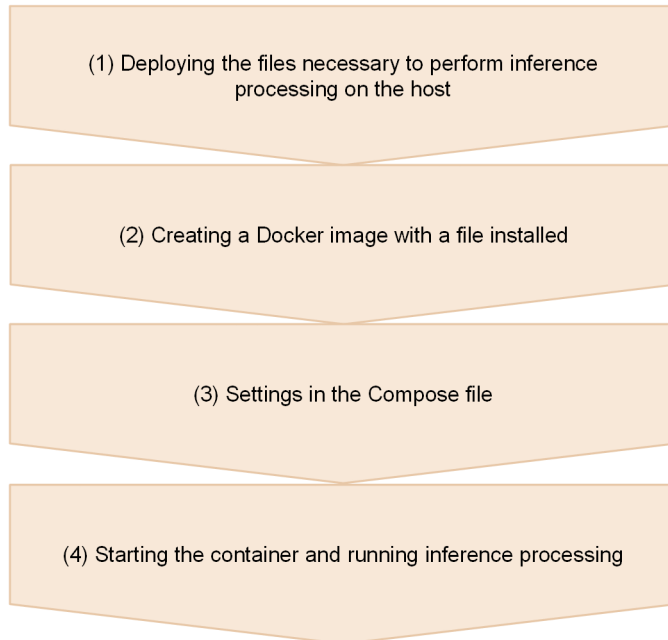 (1) Deploying the files necessary to perform inference
processing on the host
(2) Creating a Docker image with a file installed
(3) Settings in the Compose file
(4) Starting the container and running inference processing